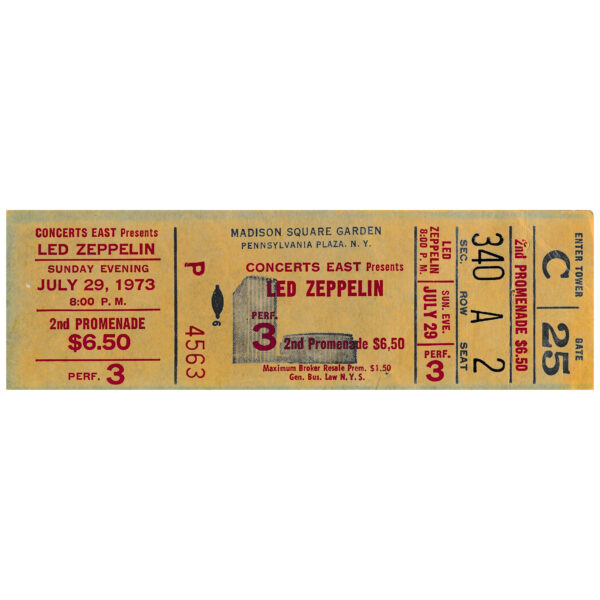 CONCERTS EAST Presents
LED ZEPPELIN
SUNDAY EVENING
JULY 29, 1973
8:00 P. M.
2nd PROMENADE
$6.50
PERF. 3
P 4563
6
MADISON SQUARE GARDEN
PENNSYLVANIA PLAZA, N. Y.
CONCERTS EAST Presents
LED ZEPPELIN
PERF.
3 2nd Promenade $6,50
Maximum Broker Resale Prem. $1.50
Gen. Bus. Law N.Y.S.
LED
ZEPPELIN
8:00 P. M.
SUN. EVE.
JULY 29
PERF.
3
SEC. ROW SEAT
340 A 2
2nd PROMENADE $6.50
ENTER TOWER GATE
C 25